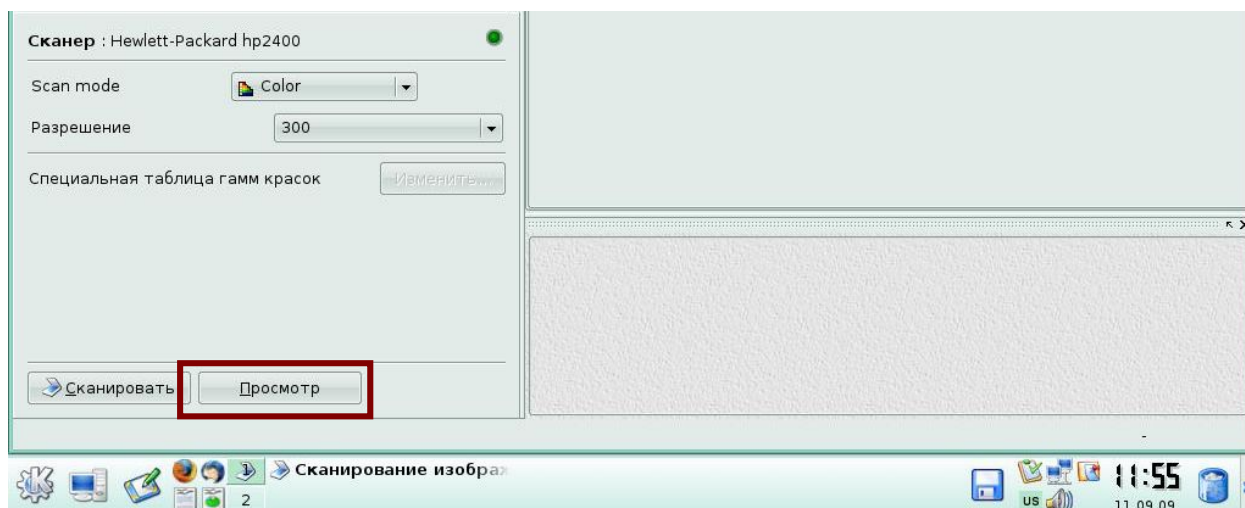 Сканер : Hewlett-Packard hp2400
Scan mode Color
Разрешение 300
Специальная таблица гамм красок Изменить...
Сканировать Просмотр
Сканирование изображ
2
US
11:55
11.09.09